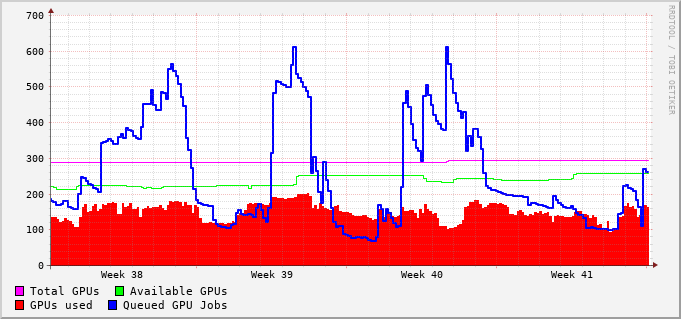 RRDTOOL / TOBI OETIKER
700
600
500
400
300
200
100
0
Week 38 Week 39 Week 40 Week 41
Total GPUs Available GPUs
GPUs used Queued GPU Jobs